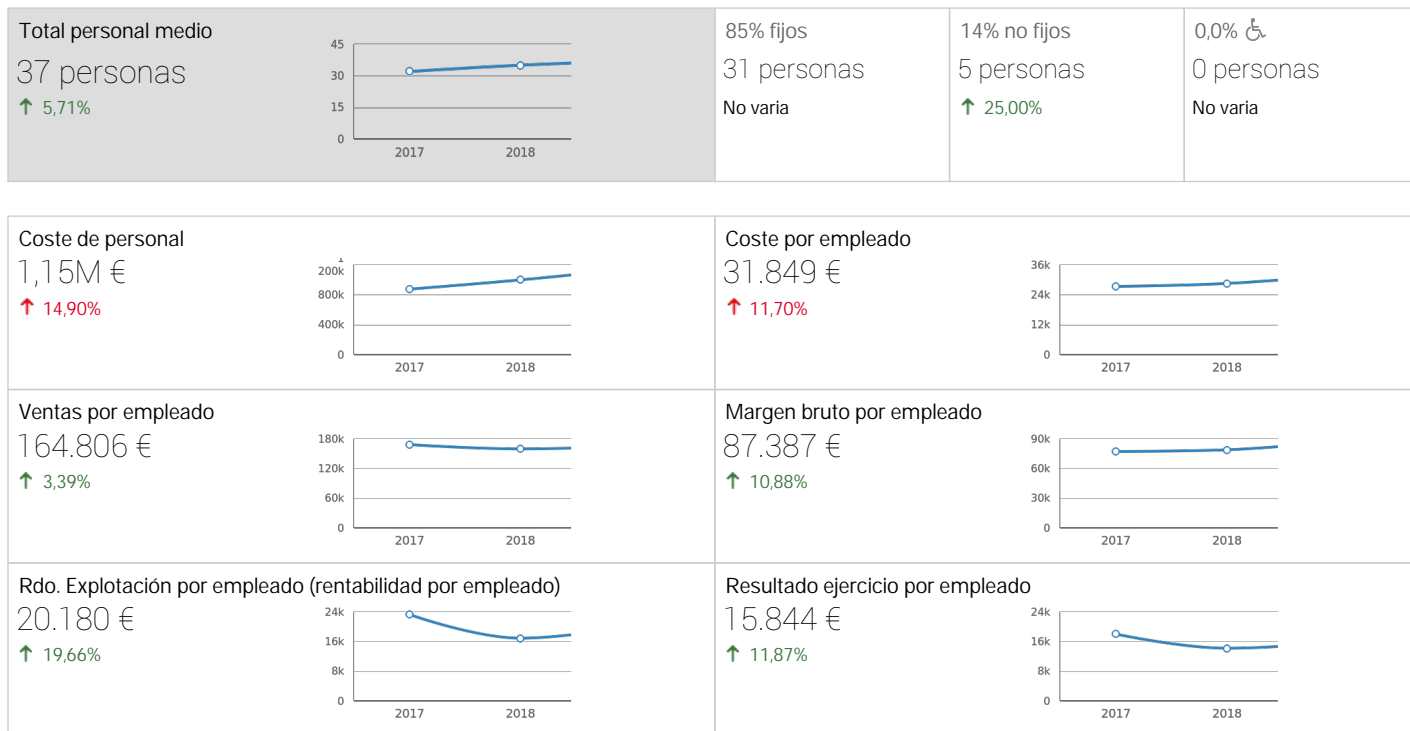 Total personal medio
37 personas
5,71%
45
30
15
0
2017 2018
85% fijos
31 personas
No varia
14% no fijos
5 personas
25,00%
0,0%
0 personas
No varia
Coste de personal
1,15M €
14,90%
1
200k
800k
400k
0
2017 2018
Coste por empleado
31.849 €
11,70%
36k
24k
12k
0
2017 2018
Ventas por empleado
164.806 €
3,39%
180k
120k
60k
0
2017 2018
Margen bruto por empleado
87.387 €
10,88%
90k
60k
30k
0
2017 2018
Rdo. Explotación por empleado (rentabilidad por empleado)
20.180 €
19,66%
24k
16k
8k
0
2017 2018
Resultado ejercicio por empleado
15.844 €
11,87%
24k
16k
8k
0
2017 2018